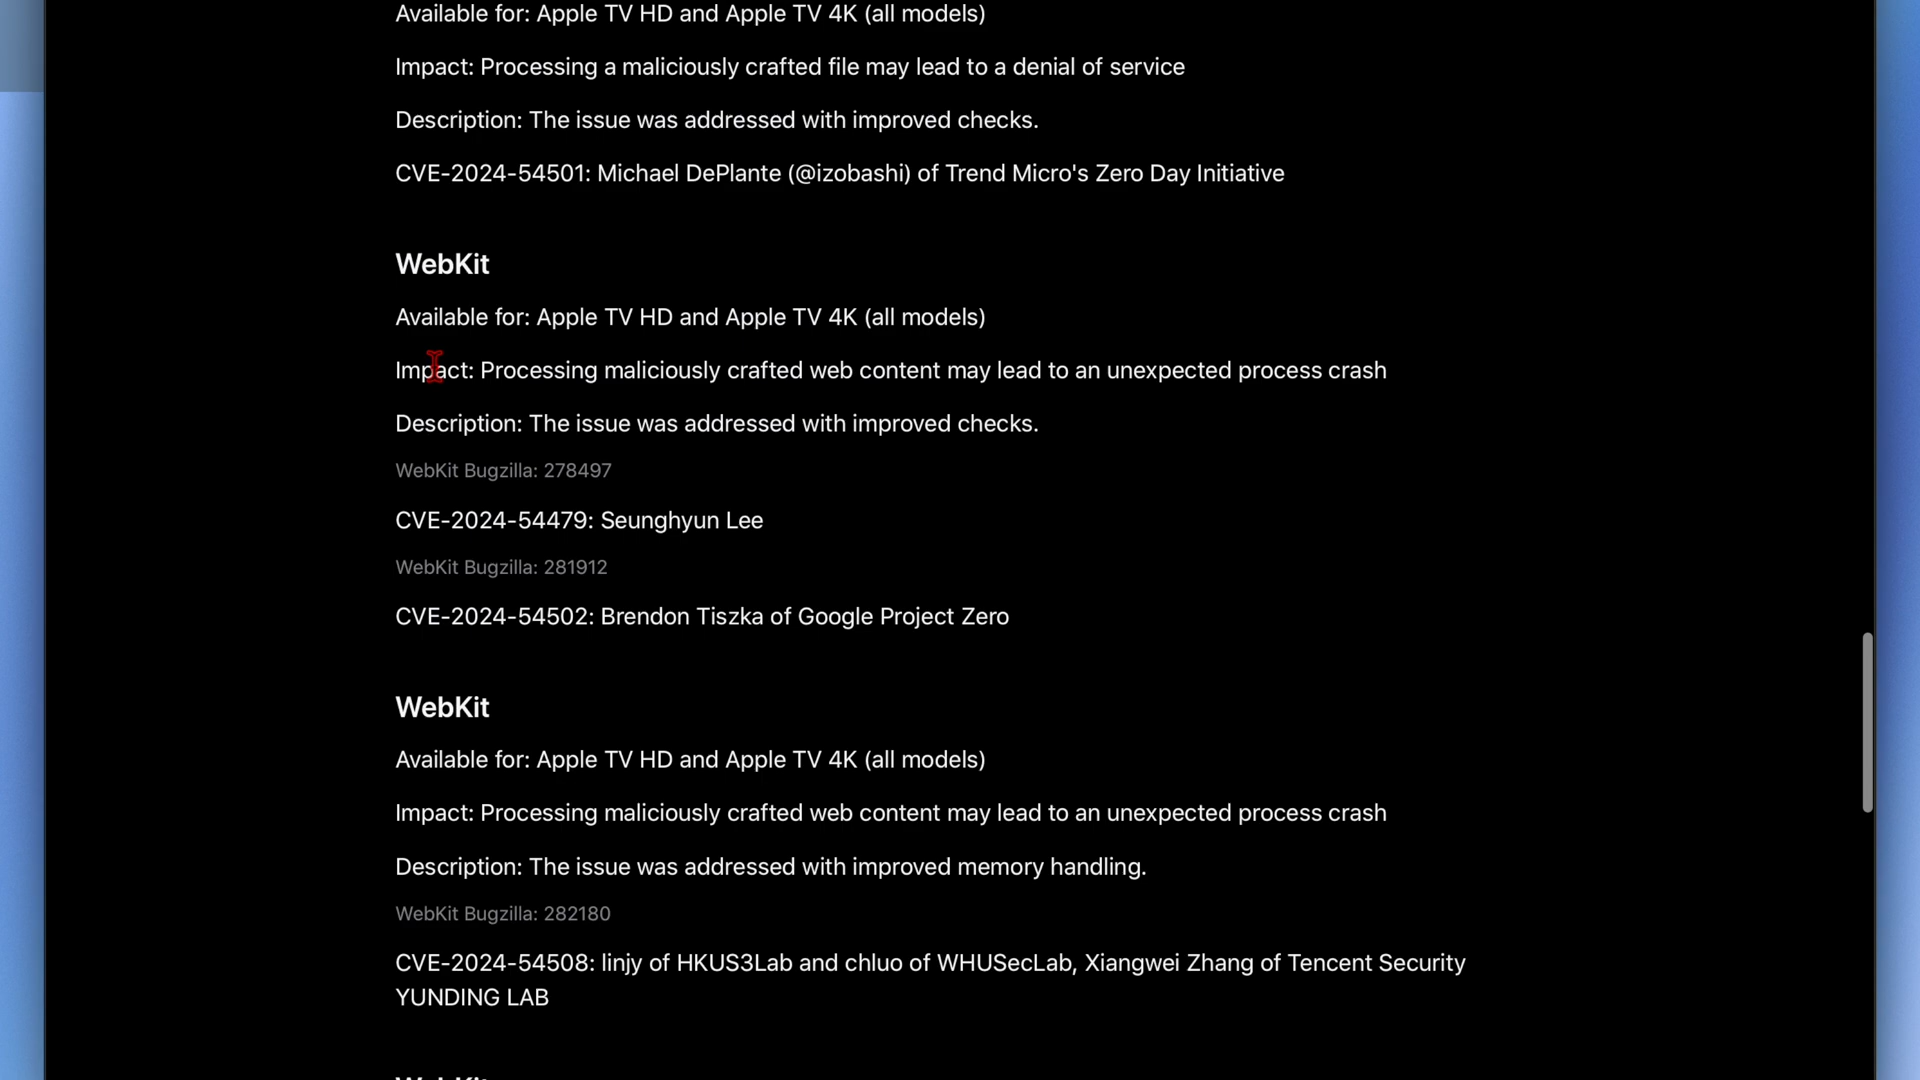 Available for: Apple TV HD and Apple TV 4K (all models)
Impact: Processing a maliciously crafted file may lead to a denial of service
Description: The issue was addressed with improved checks.
CVE-2024-54501: Michael DePlante (@izobashi) of Trend Micro's Zero Day Initiative
WebKit
Available for: Apple TV HD and Apple TV 4K (all models)
Impact: Processing maliciously crafted web content may lead to an unexpected process crash
Description: The issue was addressed with improved checks.
WebKit Bugzilla: 278497
CVE-2024-54479: Seunghyun Lee
WebKit Bugzilla: 281912
CVE-2024-54502: Brendon Tiszka of Google Project Zero
WebKit
Available for: Apple TV HD and Apple TV 4K (all models)
Impact: Processing maliciously crafted web content may lead to an unexpected process crash
Description: The issue was addressed with improved memory handling.
WebKit Bugzilla: 282180
CVE-2024-54508: linjy of HKUS3Lab and chluo of WHUSecLab, Xiangwei Zhang of Tencent Security
YUNDING LAB